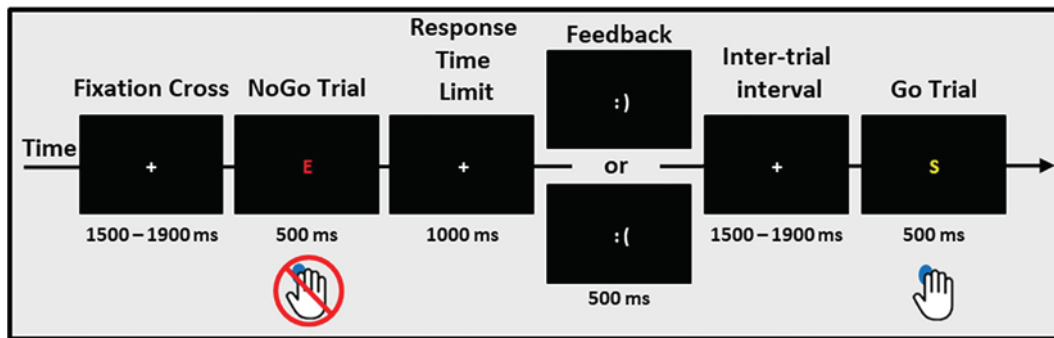 Response
Time
Limit
Feedback
Inter-trial
interval
Fixation Cross
NoGo Trial
Go Trial
:)
Time
+
E
+
or
+
S
:(
1500 – 1900 ms
500 ms
1000 ms
1500 – 1900 ms
500 ms
500 ms